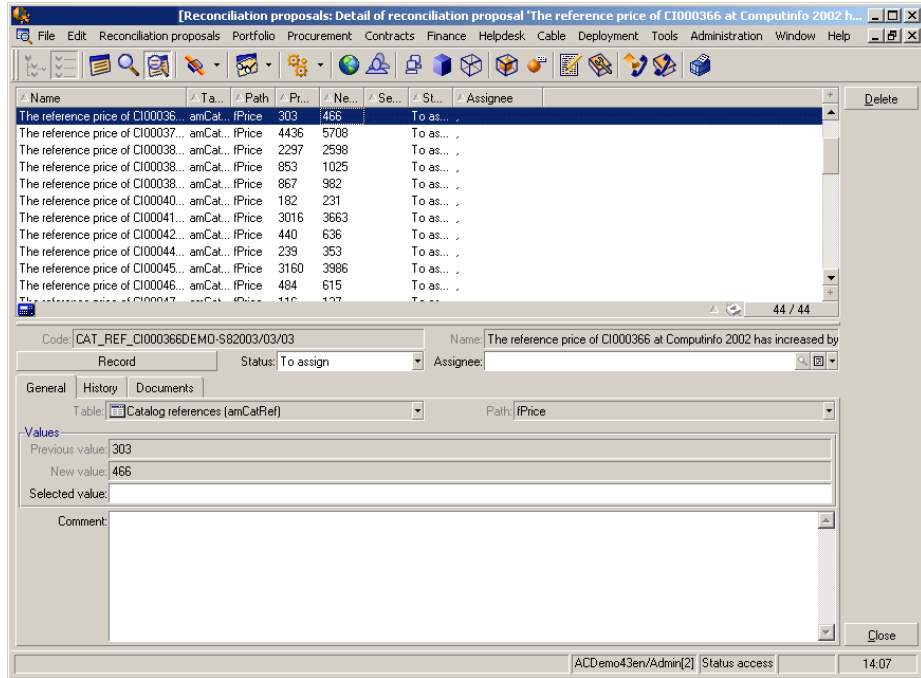 [Reconciliation proposals: Detail of reconciliation proposal 'The reference price of CI000366 at Computinfo 2002 h...
File Edit Reconciliation proposals Portfolio Procurement Contracts Finance Helpdesk Cable Deployment Tools Administration Window Help
Name Ta... Path Pr... Ne... Se... St... Assignee
Delete
The reference price of CI00036... amCat... fPrice 303 466 To as... ,
The reference price of CI00037... amCat... fPrice 4436 5708 To as... ,
The reference price of CI00038... amCat... fPrice 2297 2598 To as... ,
The reference price of CI00038... amCat... fPrice 853 1025 To as... ,
The reference price of CI00038... amCat... fPrice 867 982 To as... ,
The reference price of CI00040... amCat... fPrice 182 231 To as... ,
The reference price of CI00041... amCat... fPrice 3016 3663 To as... ,
The reference price of CI00042... amCat... fPrice 440 636 To as... ,
The reference price of CI00044... amCat... fPrice 239 353 To as... ,
The reference price of CI00045... amCat... fPrice 3160 3986 To as... ,
The reference price of CI00046... amCat... fPrice 484 615 To as... ,
The reference price of CI00047... amCat... fPrice 116 137 To as...
44 / 44
Code: CAT_REF_CI000366DEMO-S82003/03/03 Name: The reference price of CI000366 at Computinfo 2002 has increased by
Record Status: To assign Assignee:
General History Documents
Table: Catalog references (amCatRef) Path: fPrice
Values
Previous value: 303
New value: 466
Selected value:
Comment:
Close
ACDemo43en/Admin[2] Status access 14:07